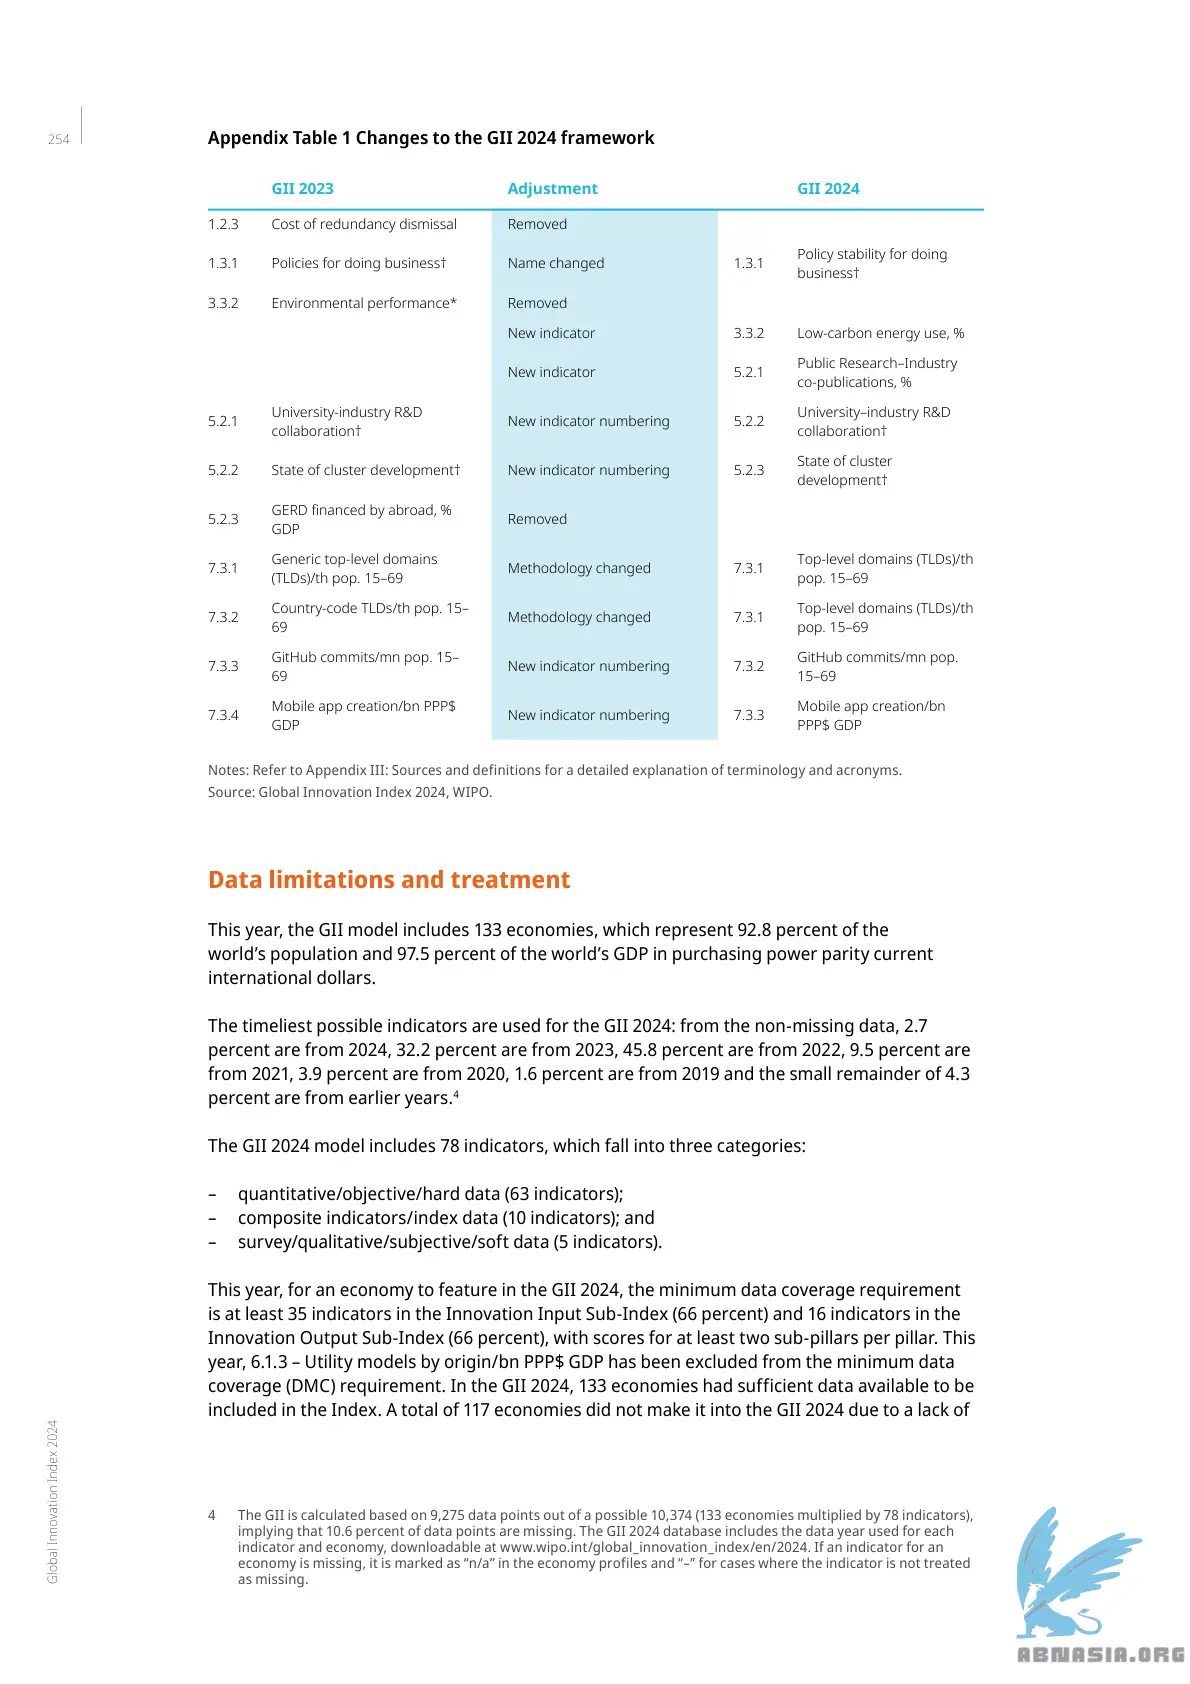 254
Appendix Table 1 Changes to the GII 2024 framework
GII 2023 Adjustment GII 2024
1.2.3 Cost of redundancy dismissal Removed
1.3.1 Policies for doing business† Name changed 1.3.1 Policy stability for doing
business†
3.3.2 Environmental performance* Removed
New indicator 3.3.2 Low-carbon energy use, %
New indicator 5.2.1 Public Research–Industry
co-publications, %
5.2.1 University-industry R&D
collaboration† New indicator numbering 5.2.2 University–industry R&D
collaboration†
5.2.2 State of cluster development† New indicator numbering 5.2.3 State of cluster
development†
5.2.3 GERD financed by abroad, %
GDP Removed
7.3.1 Generic top-level domains
(TLDs)/th pop. 15–69 Methodology changed 7.3.1 Top-level domains (TLDs)/th
pop. 15–69
7.3.2 Country-code TLDs/th pop. 15–
69 Methodology changed 7.3.1 Top-level domains (TLDs)/th
pop. 15–69
7.3.3 GitHub commits/mn pop. 15–
69 New indicator numbering 7.3.2 GitHub commits/mn pop.
15–69
7.3.4 Mobile app creation/bn PPP$
GDP New indicator numbering 7.3.3 Mobile app creation/bn
PPP$ GDP
Notes: Refer to Appendix III: Sources and definitions for a detailed explanation of terminology and acronyms.
Source: Global Innovation Index 2024, WIPO.
Data limitations and treatment
This year, the GII model includes 133 economies, which represent 92.8 percent of the
world’s population and 97.5 percent of the world’s GDP in purchasing power parity current
international dollars.
The timeliest possible indicators are used for the GII 2024: from the non-missing data, 2.7
percent are from 2024, 32.2 percent are from 2023, 45.8 percent are from 2022, 9.5 percent are
from 2021, 3.9 percent are from 2020, 1.6 percent are from 2019 and the small remainder of 4.3
percent are from earlier years.4
The GII 2024 model includes 78 indicators, which fall into three categories:
– quantitative/objective/hard data (63 indicators);
– composite indicators/index data (10 indicators); and
– survey/qualitative/subjective/soft data (5 indicators).
This year, for an economy to feature in the GII 2024, the minimum data coverage requirement
is at least 35 indicators in the Innovation Input Sub-Index (66 percent) and 16 indicators in the
Innovation Output Sub-Index (66 percent), with scores for at least two sub-pillars per pillar. This
year, 6.1.3 – Utility models by origin/bn PPP$ GDP has been excluded from the minimum data
coverage (DMC) requirement. In the GII 2024, 133 economies had sufficient data available to be
included in the Index. A total of 117 economies did not make it into the GII 2024 due to a lack of
4 The GII is calculated based on 9,275 data points out of a possible 10,374 (133 economies multiplied by 78 indicators),
implying that 10.6 percent of data points are missing. The GII 2024 database includes the data year used for each
indicator and economy, downloadable at www.wipo.int/global_innovation_index/en/2024. If an indicator for an
economy is missing, it is marked as “n/a” in the economy profiles and “–” for cases where the indicator is not treated
as missing.
Global Innovation Index 2024
ABNASIA.ORG